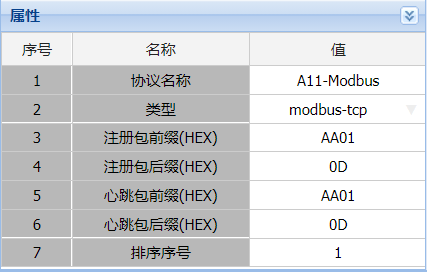 属性
序号 名称 值
1 协议名称 A11-Modbus
2 类型 modbus-tcp
3 注册包前缀(HEX) AA01
4 注册包后缀(HEX) 0D
5 心跳包前缀(HEX) AA01
6 心跳包后缀(HEX) 0D
7 排序序号 1